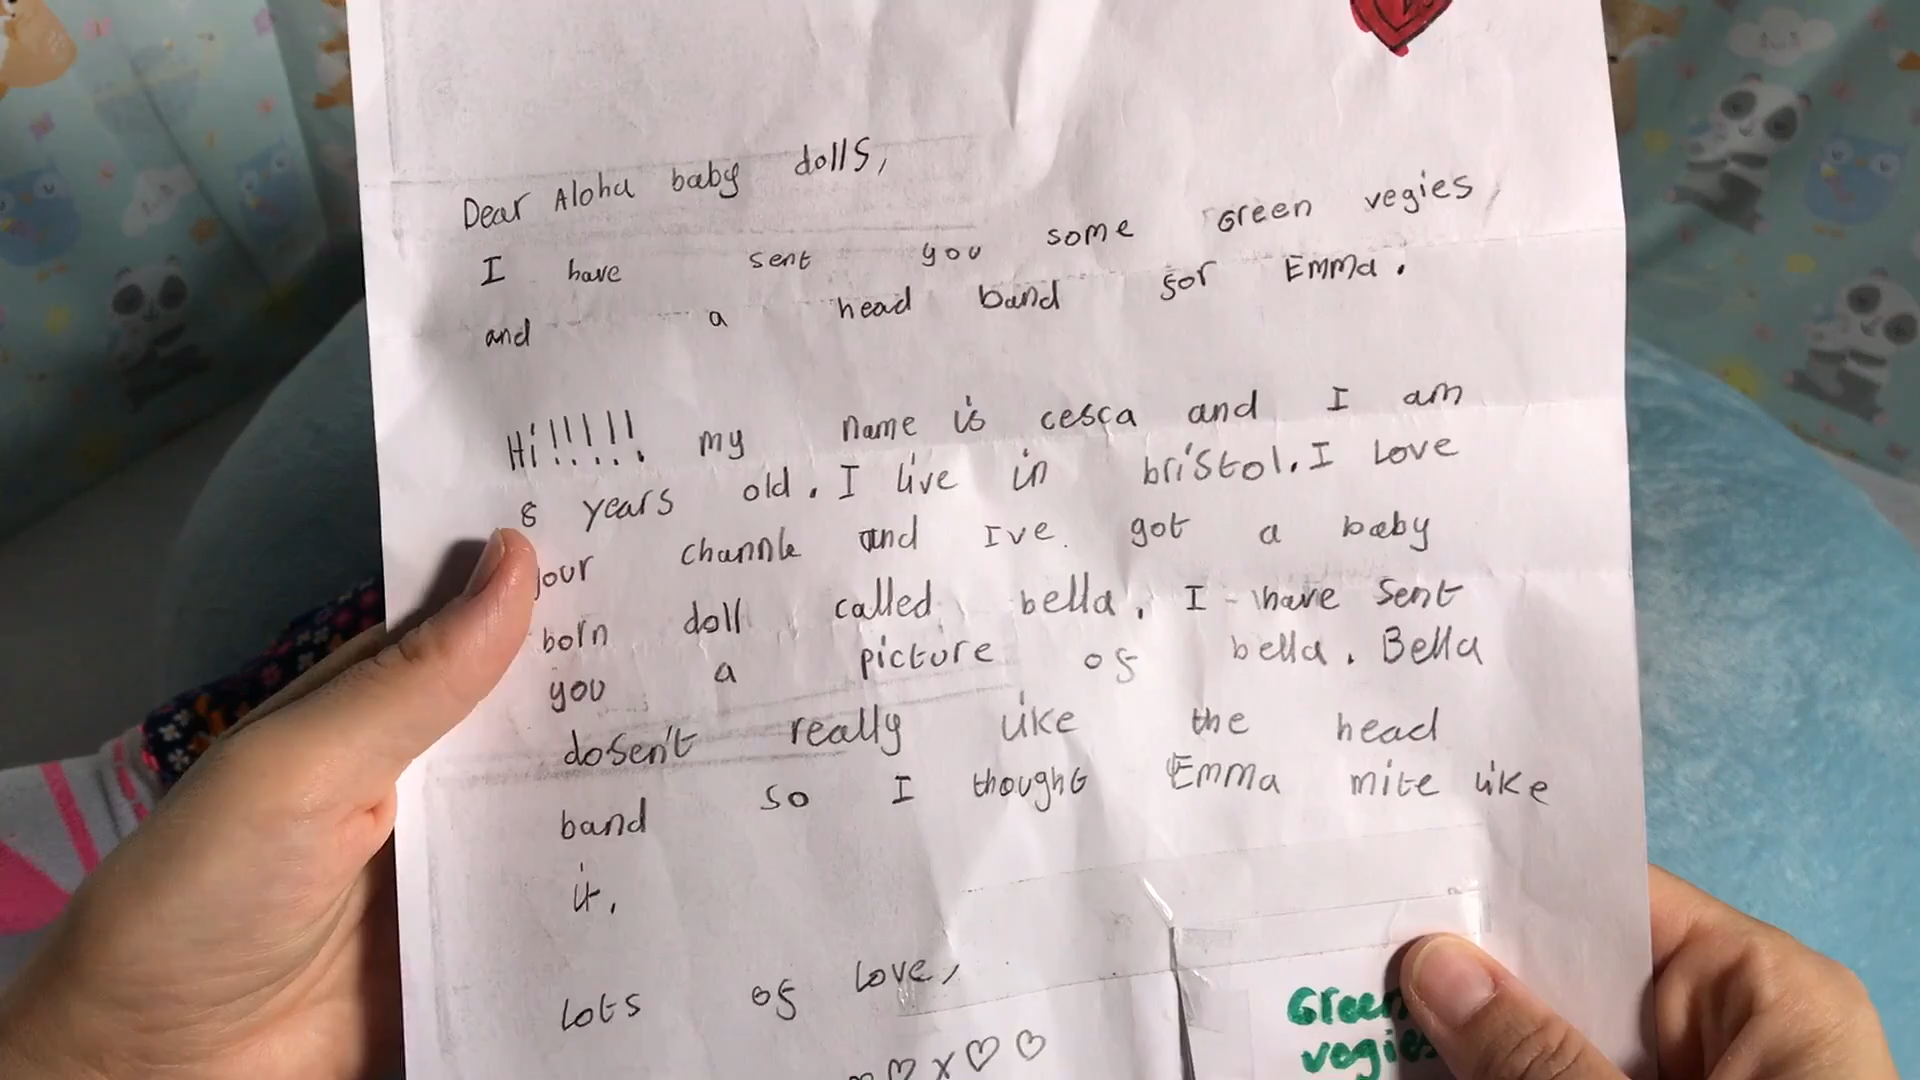 Dear Aloha baby dolls,
I have sent you some Green vegies,
and a head band for Emma.
Hi!!!!!! my name is cesca and I am
8 years old. I live in bristol. I Love
your channle and Ive got a baby
born doll called bella. I have sent
you a picture of bella. Bella
dosen't really like the head
band so I thought Emma mite like
it.
Lots of Love,
♡ x ♡ ♡
Green
vegies